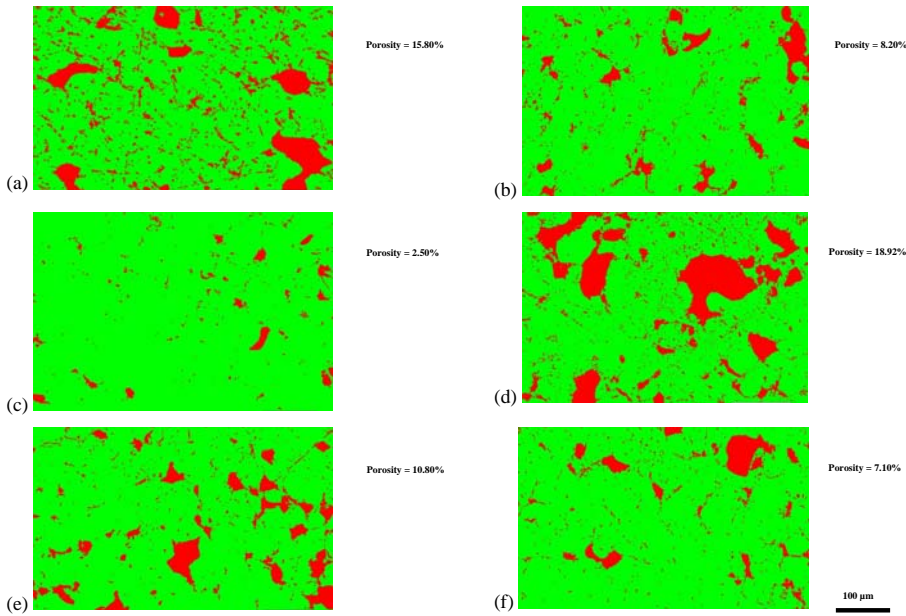 Porosity = 15.80%
(a)
Porosity = 8.20%
(b)
Porosity = 2.50%
(c)
Porosity = 18.92%
(d)
Porosity = 10.80%
(e)
Porosity = 7.10%
(f)
100 µm